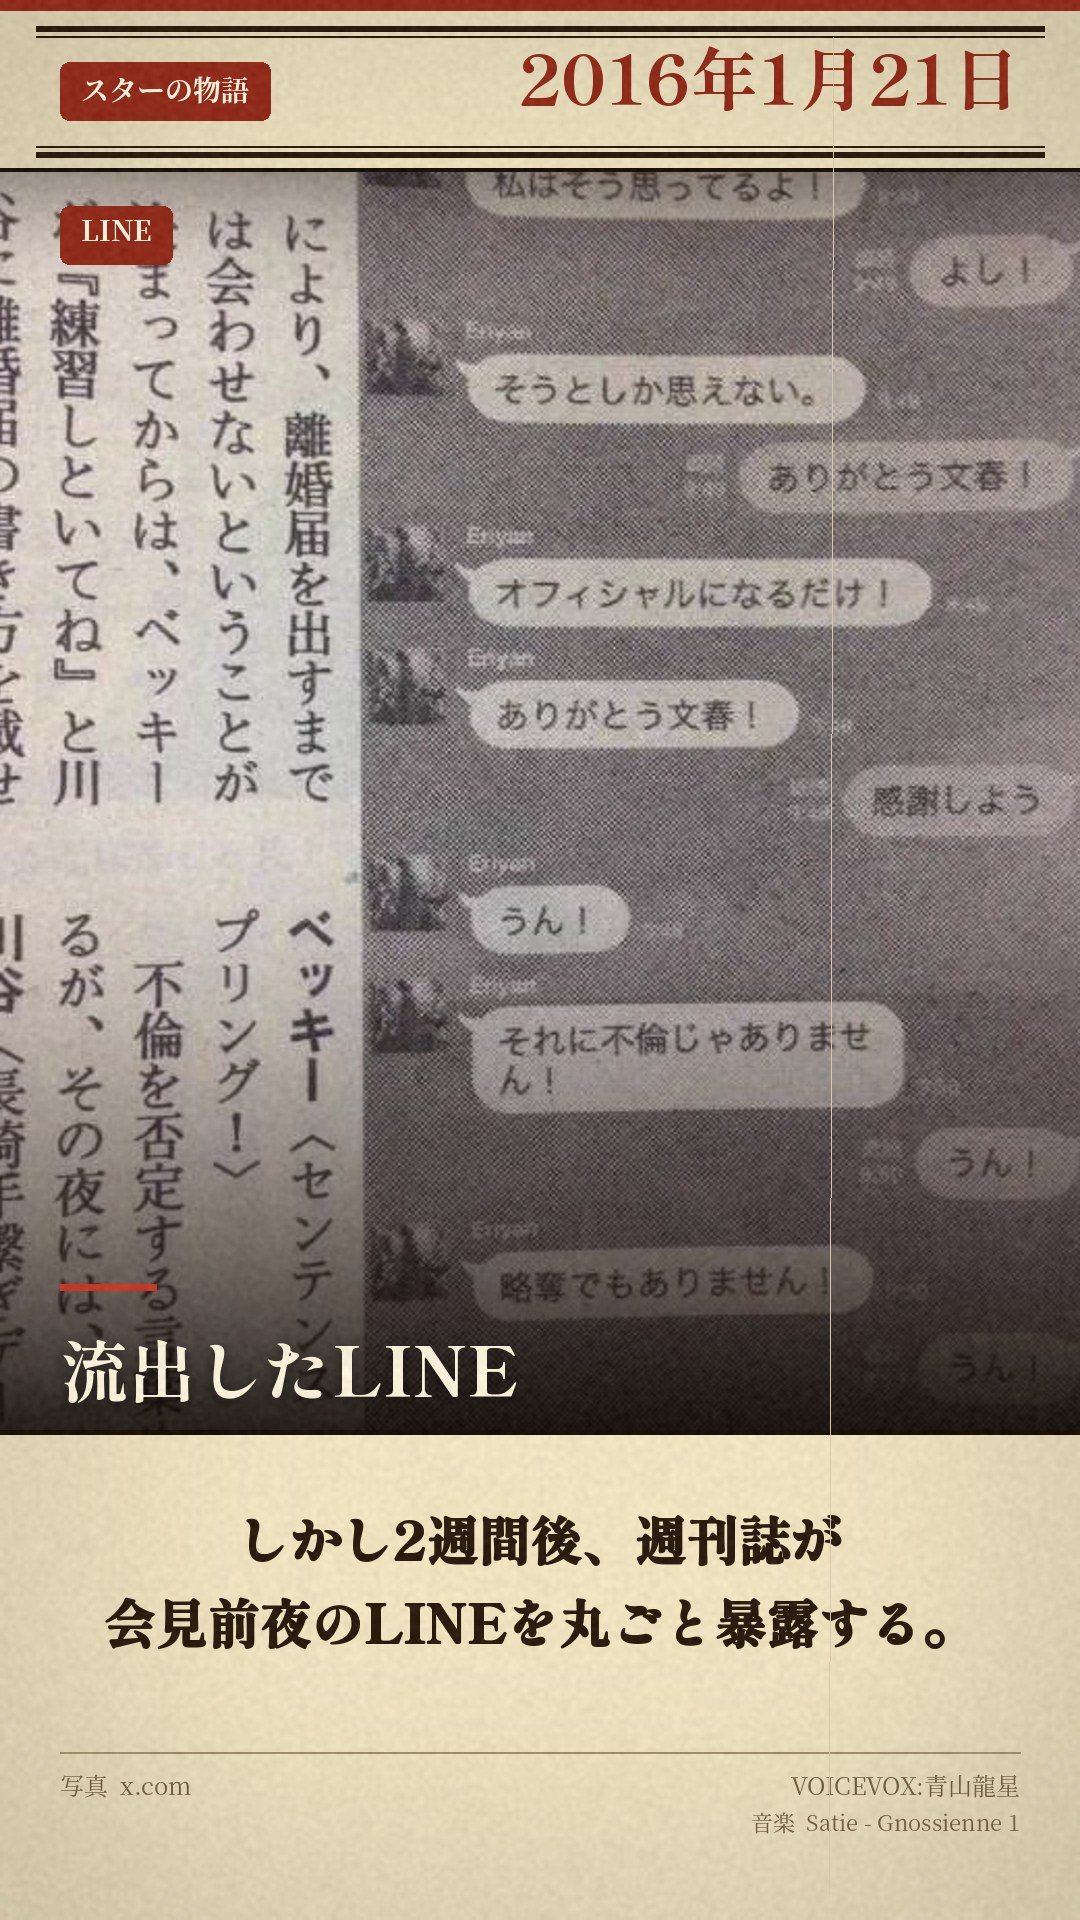 スターの物語
2016年1月21日
LINE
により、離婚届を出すまで
は会わせないということが
まってからは、ベッキー
『練習しといてね』と川
ベッキー〈センテン
プリング！〉
不倫を否定する言
るが、その夜には、
私はそう思ってるよ！
よし！
Eriyan
そうとしか思えない。
ありがとう文春！
Eriyan
オフィシャルになるだけ！
Eriyan
ありがとう文春！
感謝しよう
Eriyan
うん！
Eriyan
それに不倫じゃありませ
ん！
うん！
Eriyan
略奪でもありません！
うん！
流出したLINE
しかし2週間後、週刊誌が
会見前夜のLINEを丸ごと暴露する。
写真 x.com
VOICEVOX:青山龍星
音楽 Satie - Gnossienne 1